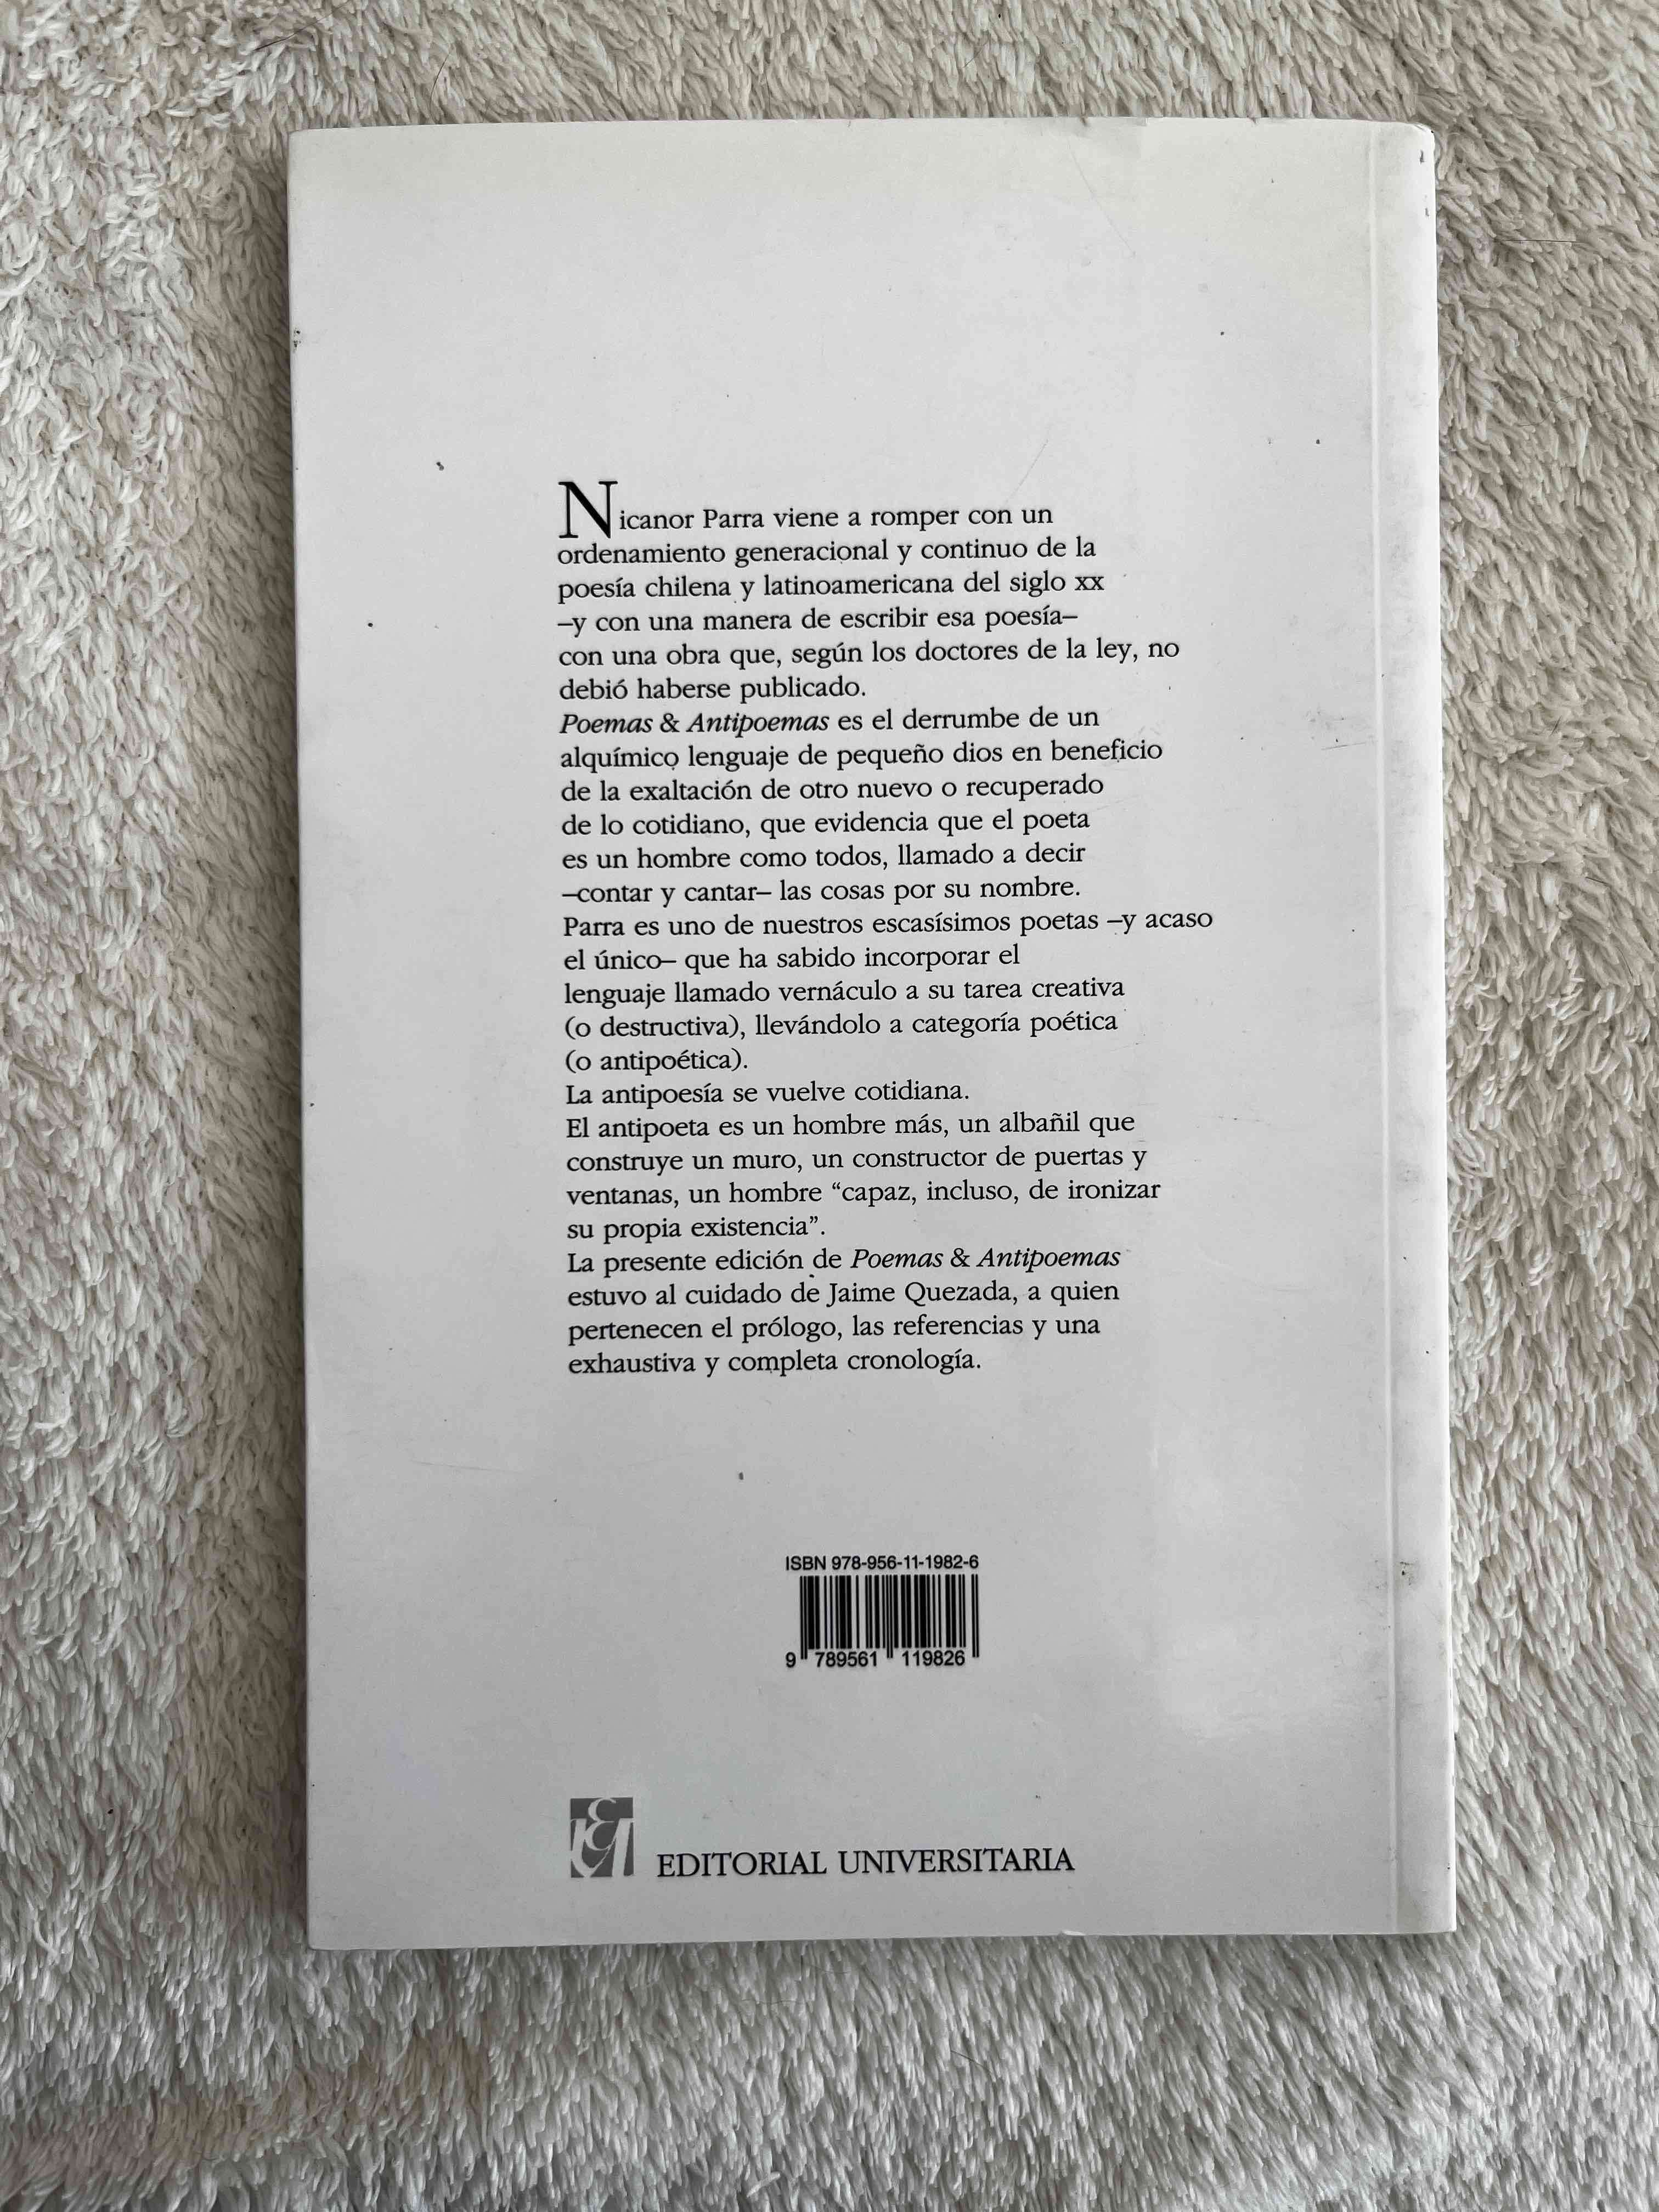 Nicanor Parra viene a romper con un
ordenamiento generacional y continuo de la
poesía chilena y latinoamericana del siglo XX
–y con una manera de escribir esa poesía–
con una obra que, según los doctores de la ley, no
debió haberse publicado.
Poemas & Antipoemas es el derrumbe de un
alquímico lenguaje de pequeño dios en beneficio
de la exaltación de otro nuevo o recuperado
de lo cotidiano, que evidencia que el poeta
es un hombre como todos, llamado a decir
–contar y cantar– las cosas por su nombre.
Parra es uno de nuestros escasísimos poetas –y acaso
el único– que ha sabido incorporar el
lenguaje llamado vernáculo a su tarea creativa
(o destructiva), llevándolo a categoría poética
(o antipoética).
La antipoesía se vuelve cotidiana.
El antipoeta es un hombre más, un albañil que
construye un muro, un constructor de puertas y
ventanas, un hombre “capaz, incluso, de ironizar
su propia existencia”.
La presente edición de Poemas & Antipoemas
estuvo al cuidado de Jaime Quezada, a quien
pertenecen el prólogo, las referencias y una
exhaustiva y completa cronología.
ISBN 978-956-11-1982-6
9 789561 119826
EDITORIAL UNIVERSITARIA